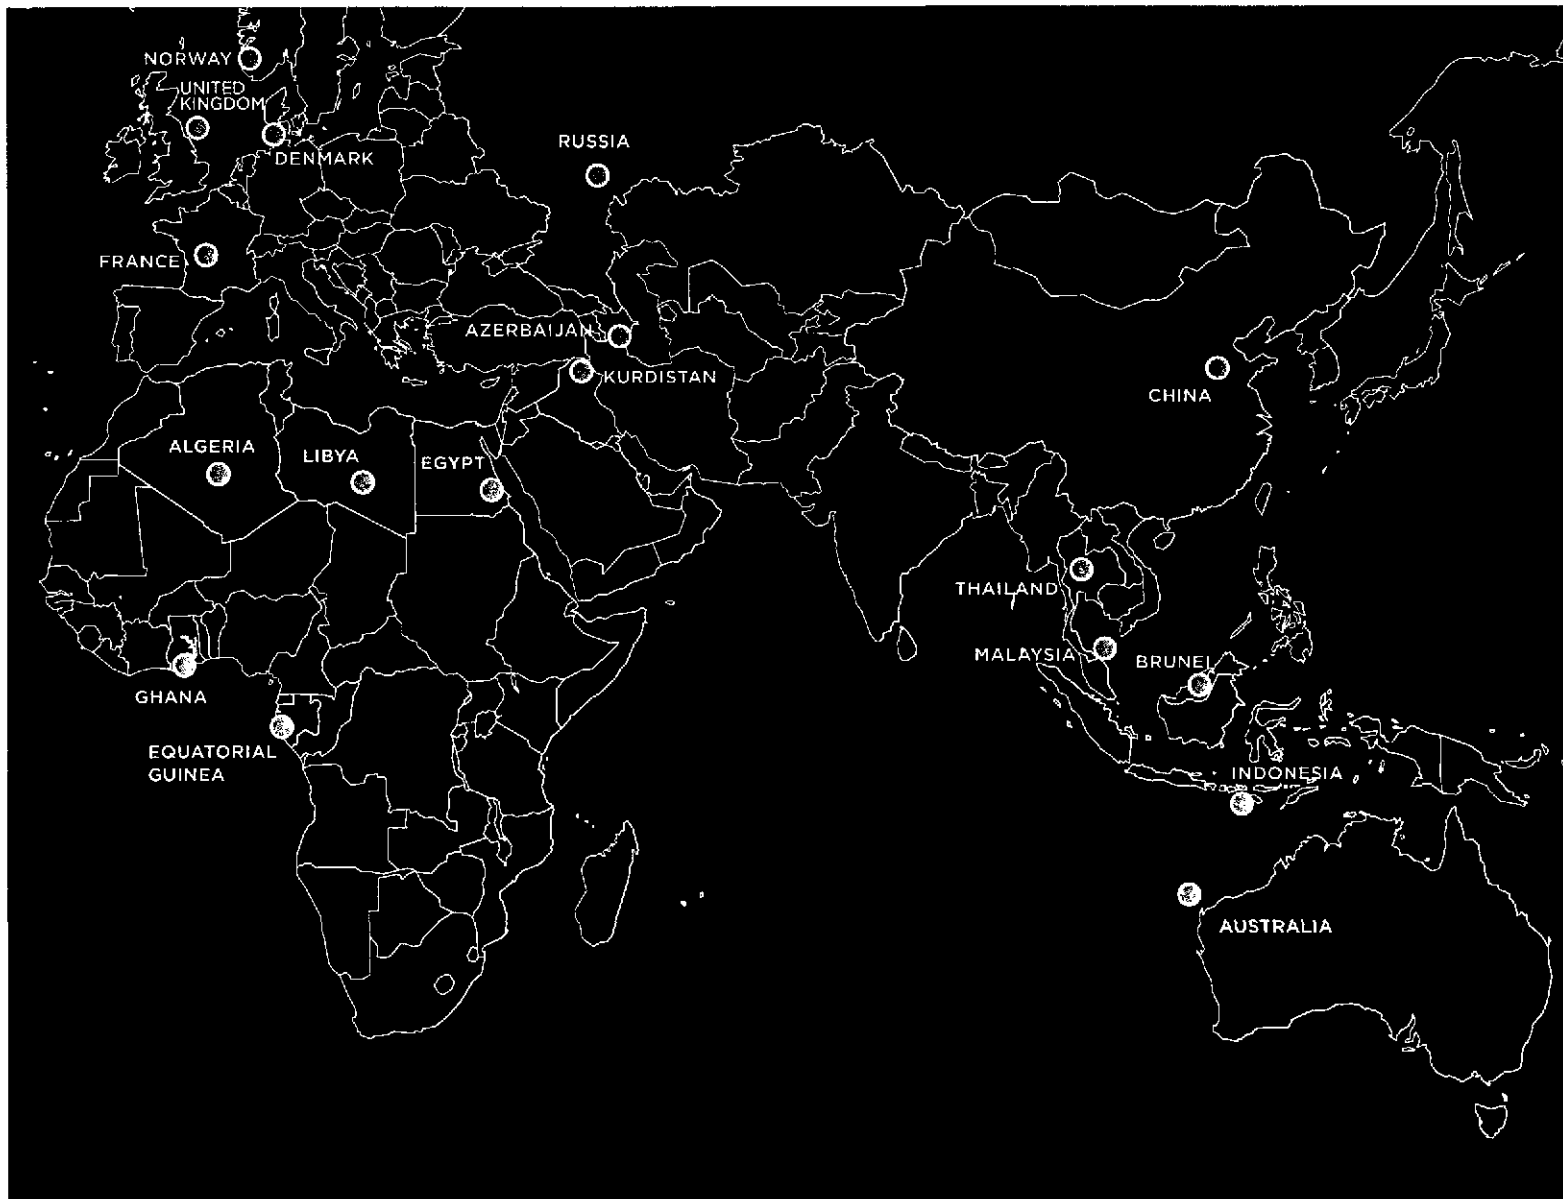 NORWAY
UNITED
KINGDOM
DENMARK
RUSSIA
FRANCE
AZERBAIJAN
KURDISTAN
CHINA
ALGERIA
LIBYA
EGYPT
THAILAND
MALAYSIA
BRUNEI
GHANA
EQUATORIAL
GUINEA
INDONESIA
AUSTRALIA